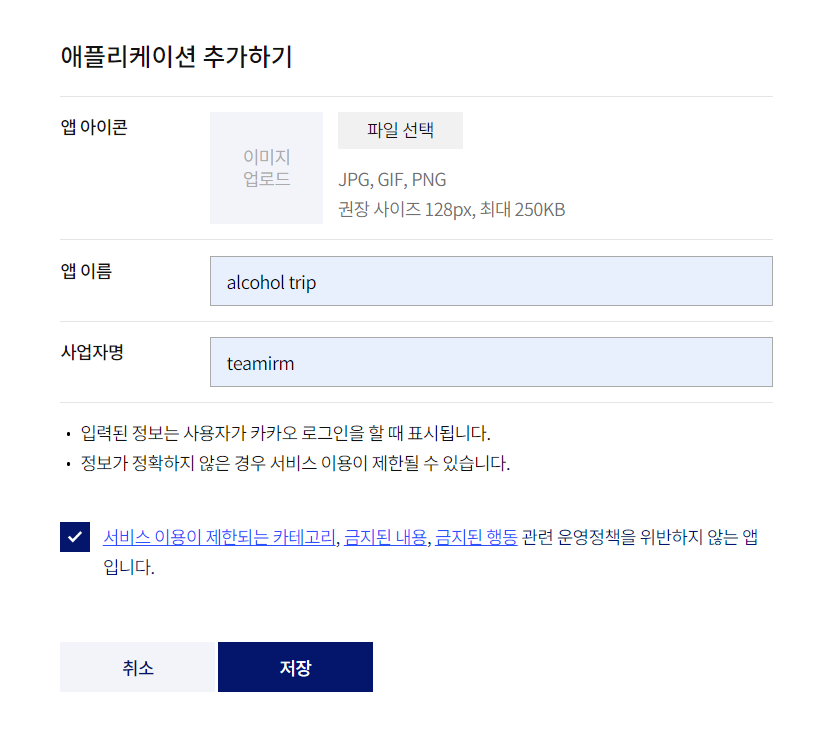 애플리케이션 추가하기
앱 아이콘
이미지
업로드
파일 선택
JPG, GIF, PNG
권장 사이즈 128px, 최대 250KB
앱 이름
alcohol trip
사업자명
teamirm
• 입력된 정보는 사용자가 카카오 로그인을 할 때 표시됩니다.
• 정보가 정확하지 않은 경우 서비스 이용이 제한될 수 있습니다.
서비스 이용이 제한되는 카테고리, 금지된 내용, 금지된 행동 관련 운영정책을 위반하지 않는 앱
입니다.
취소
저장